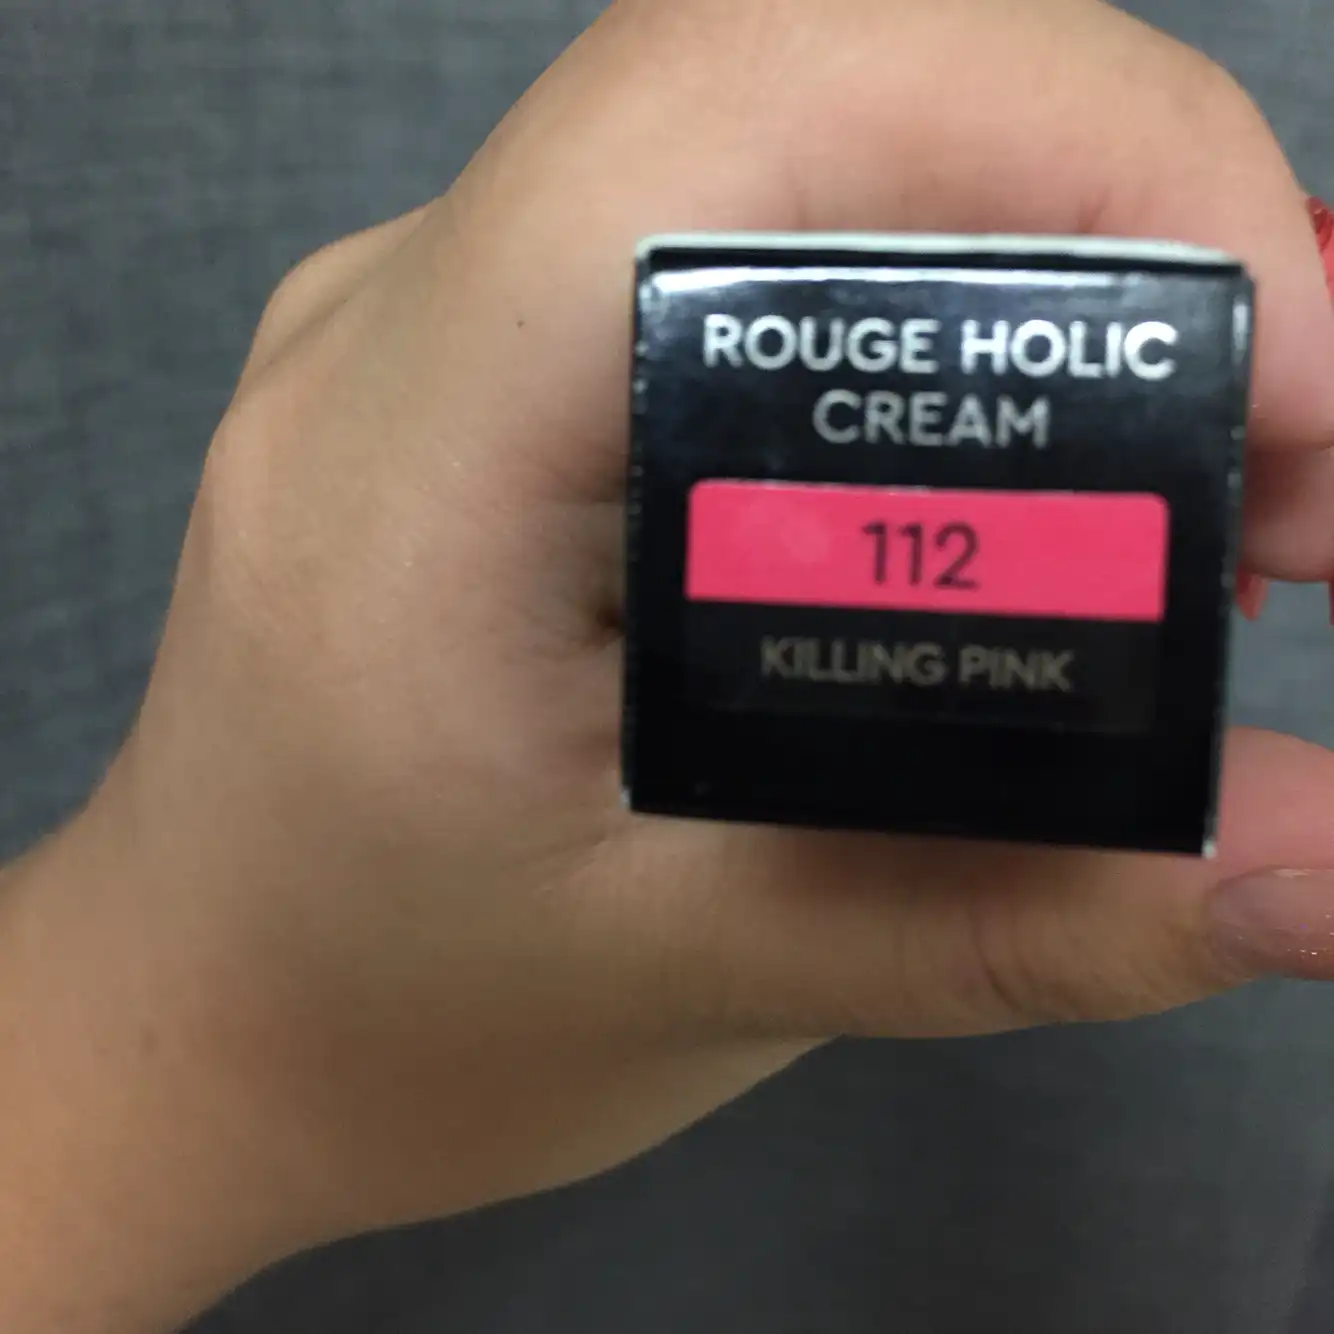 ROUGE HOLIC
CREAM
112
KILLING PINK